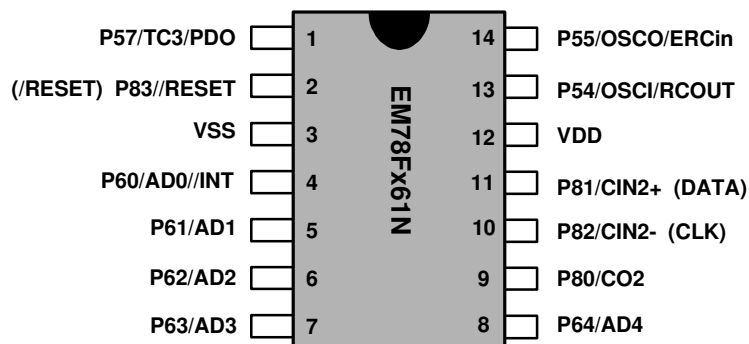 P57/TC3/PDO 1 14 P55/OSCO/ERCin
(/RESET) P83//RESET 2 13 P54/OSCI/RCOUT
VSS 3 12 VDD
P60/AD0//INT 4 11 P81/CIN2+ (DATA)
P61/AD1 5 10 P82/CIN2- (CLK)
P62/AD2 6 9 P80/CO2
P63/AD3 7 8 P64/AD4
EM78Fx61N